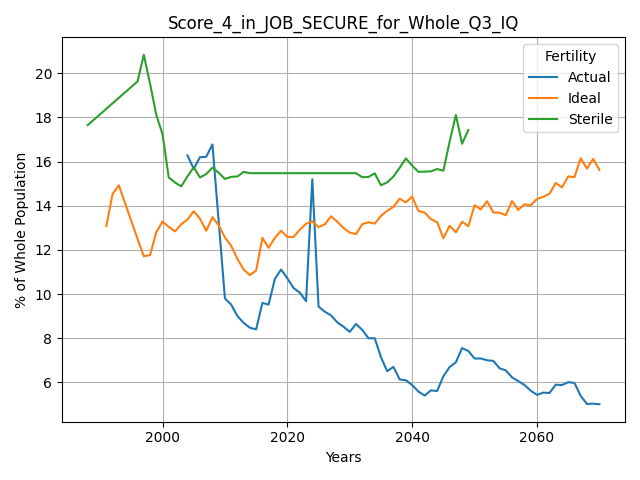 Score_4_in_JOB_SECURE_for_Whole_Q3_IQ
Fertility
Actual
Ideal
Sterile
% of Whole Population
20
18
16
14
12
10
8
6
2000
2020
2040
2060
Years